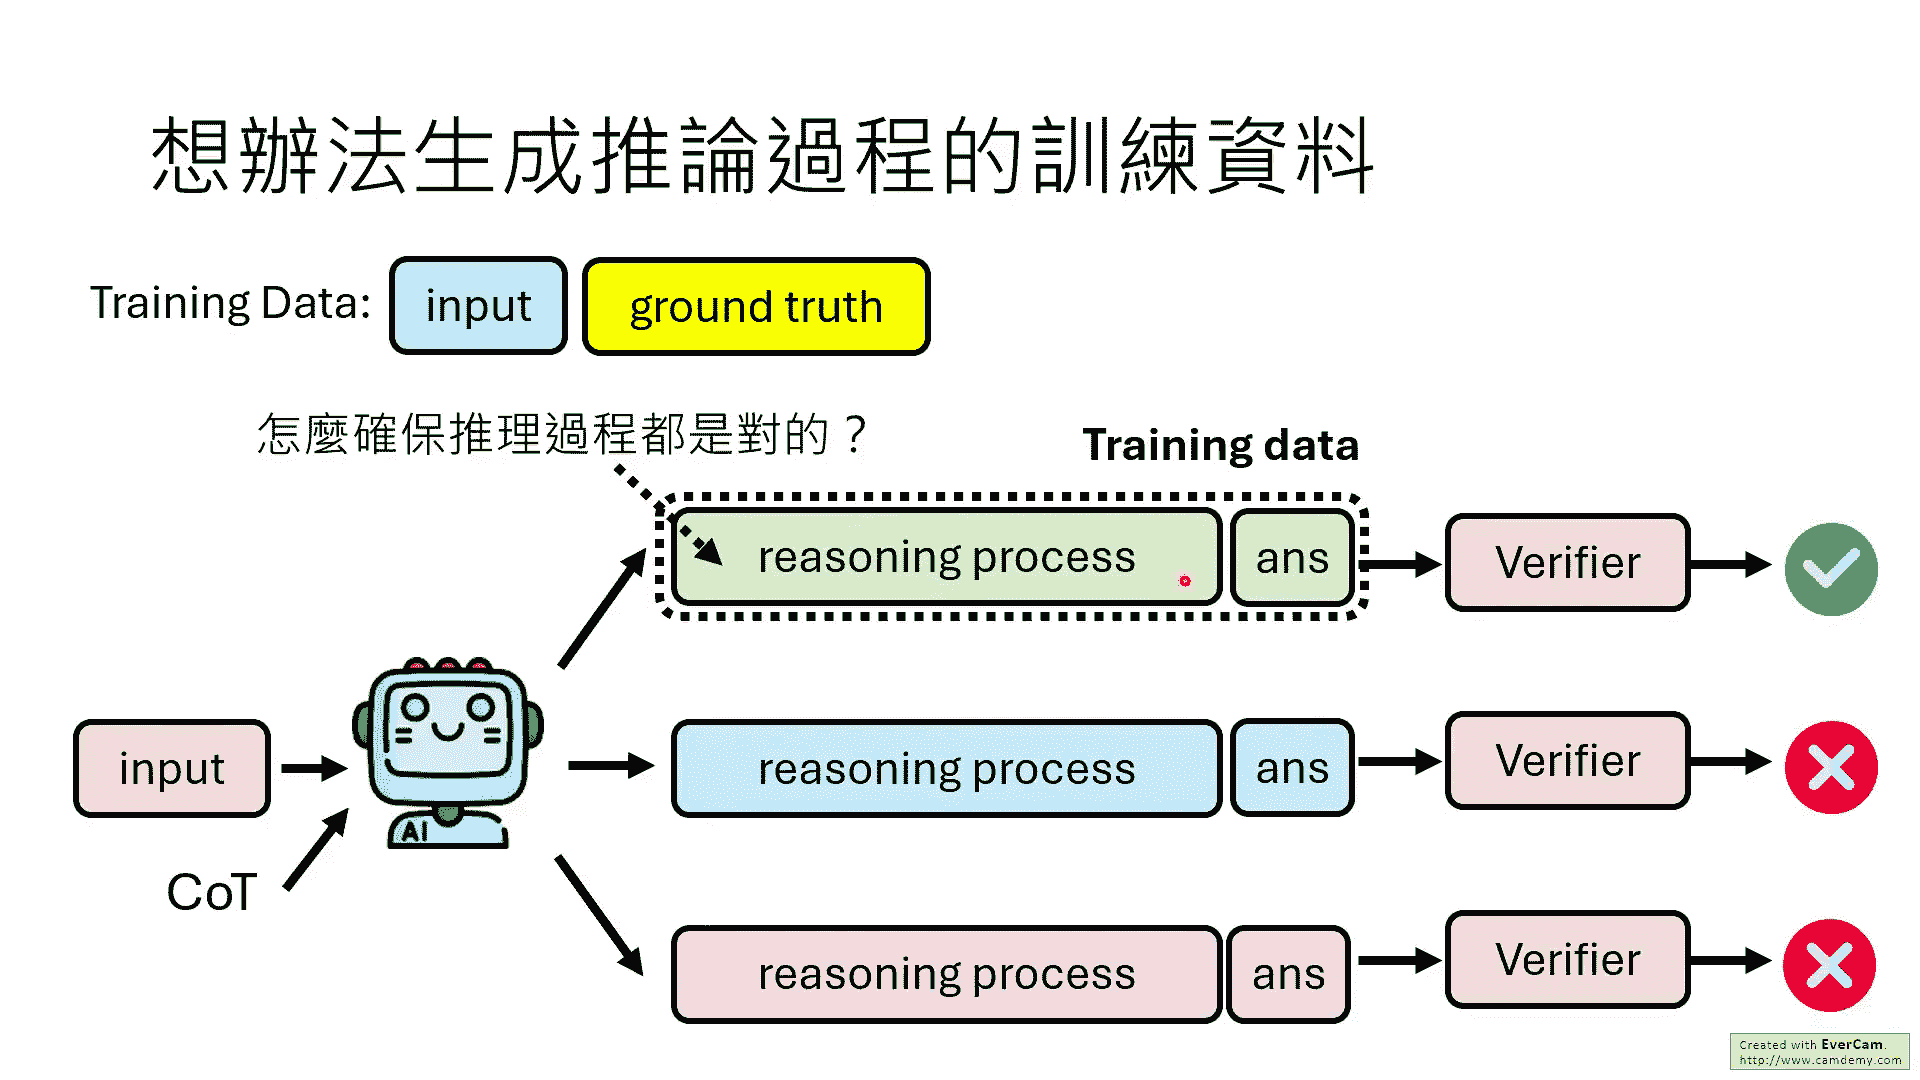 想辦法生成推論過程的訓練資料
Training Data:
input
ground truth
怎麼確保推理過程都是對的？
Training data
reasoning process
ans
Verifier
input
CoT
AI
reasoning process
ans
Verifier
reasoning process
ans
Verifier
Created with EverCam.
http://www.camdemy.com